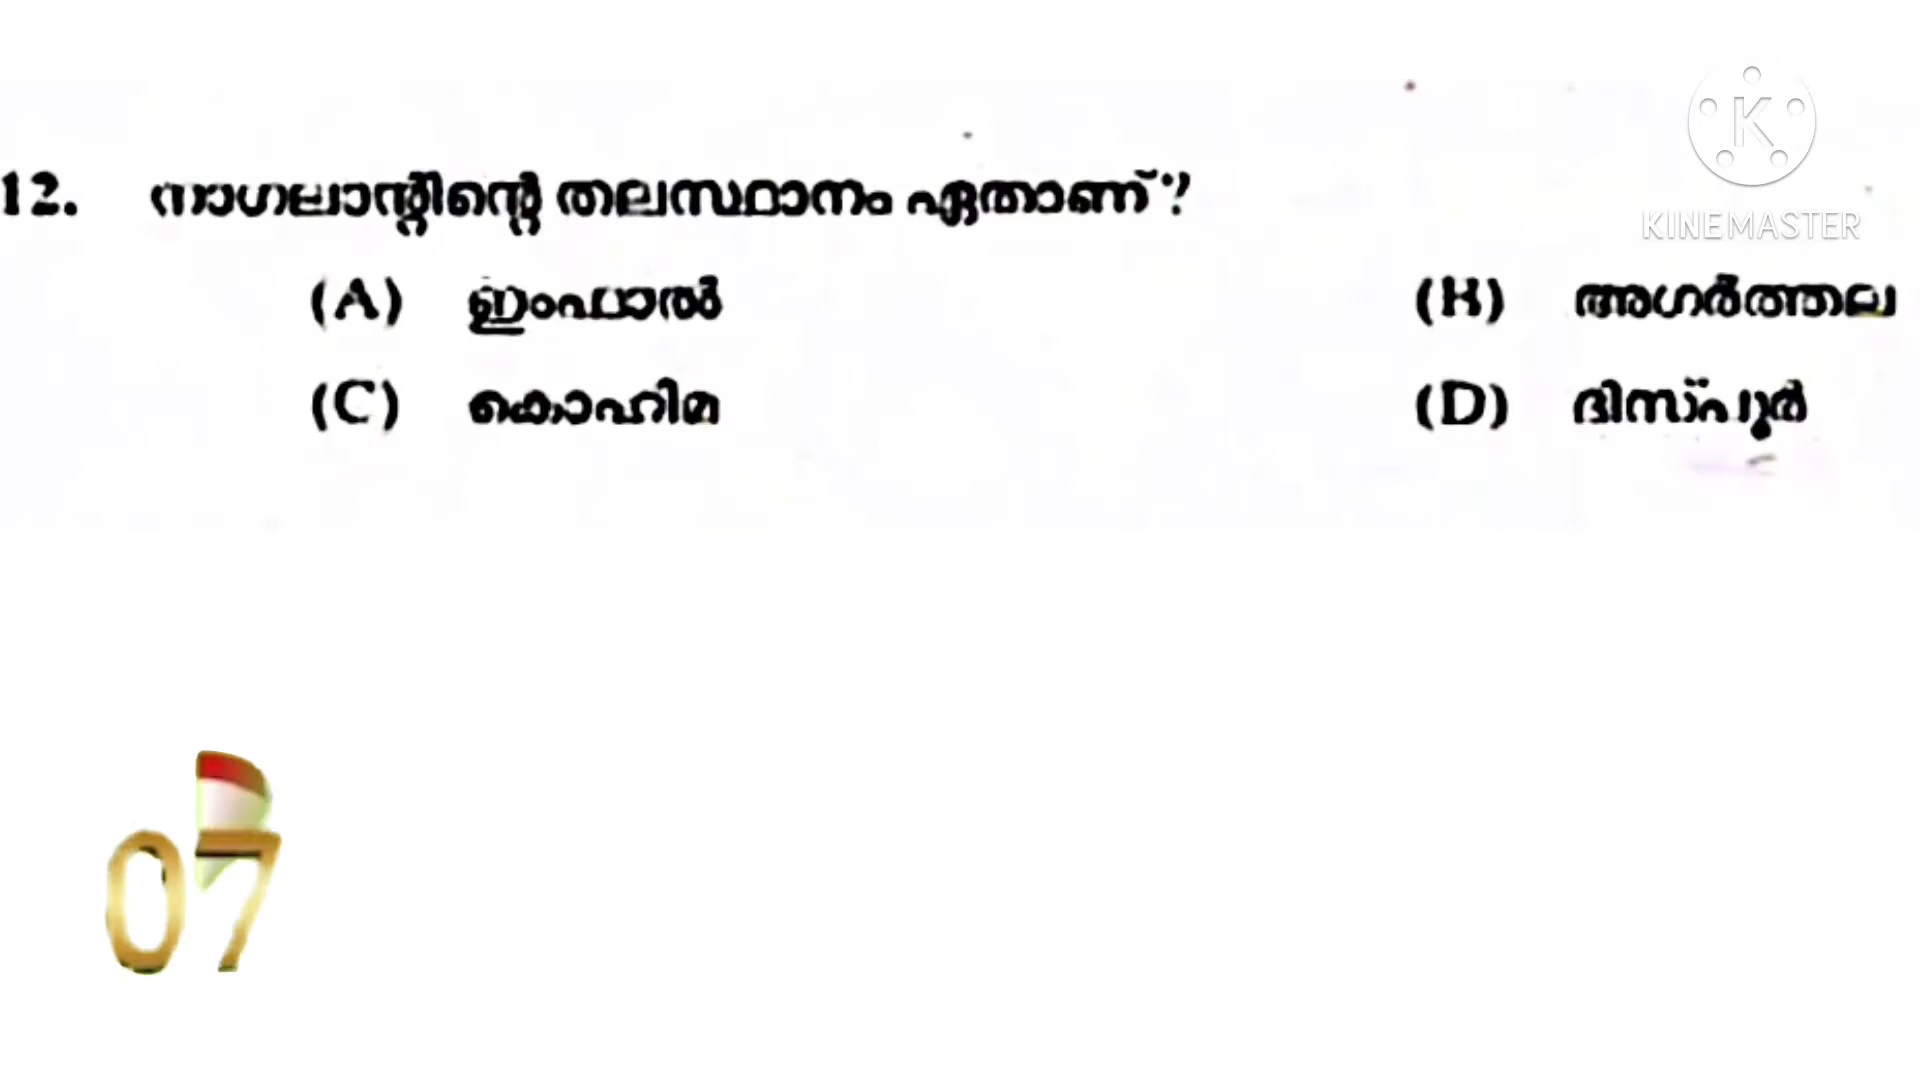 12. നാഗലാന്റിന്റെ തലസ്ഥാനം ഏതാണ് ?
(A) ഇംഫാൽ (B) അഗർത്തല
(C) കൊഹിമ (D) ദിസ്പൂർ
K
KINEMASTER
07